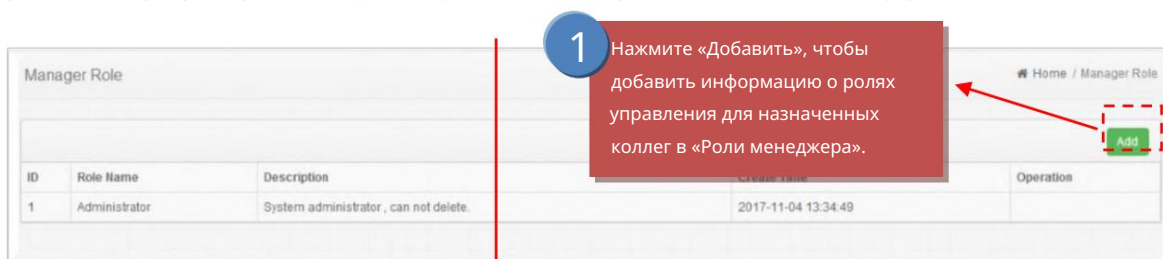 1
Нажмите «Добавить», чтобы
добавить информацию о ролях
управления для назначенных
коллег в «Роли менеджера».
Manager Role
Home / Manager Role
Add
ID Role Name Description Create Time Operation
1 Administrator System administrator , can not delete. 2017-11-04 13:34:49